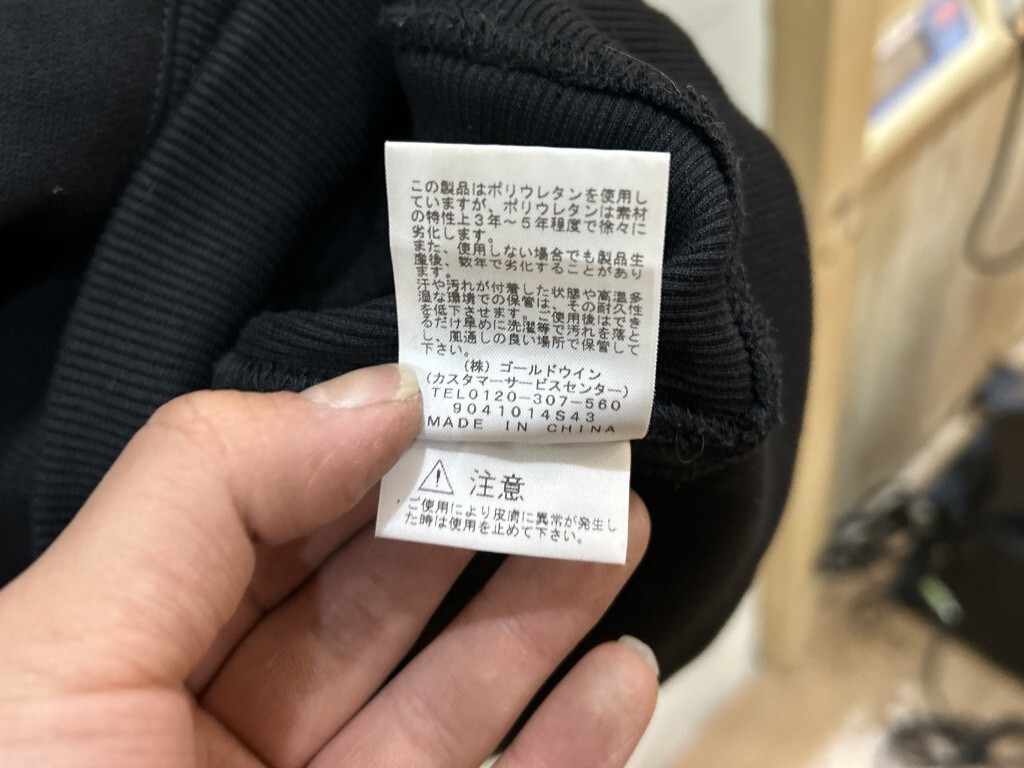 この製品はポリウレタンを使用し
ていますが、ポリウレタンは素材
の特性上3年～5年程度で徐々に
劣化します。
また、使用しない場合でも製品生
産後、数年で劣化することがあり
ます。
汗や汚れが付着した状態や高温多
湿な環境での保管は、その耐久性
を低下させます。ご使用後はでき
るだけ早めに洗濯等で汚れを落と
し、風通しの良い場所で保管して
下さい。
(株)ゴールドウイン
(カスタマーサービスセンター)
TEL0120-307-560
9041014S43
MADE IN CHINA
注意
ご使用により皮膚に異常が発生し
た時は使用を止めて下さい。